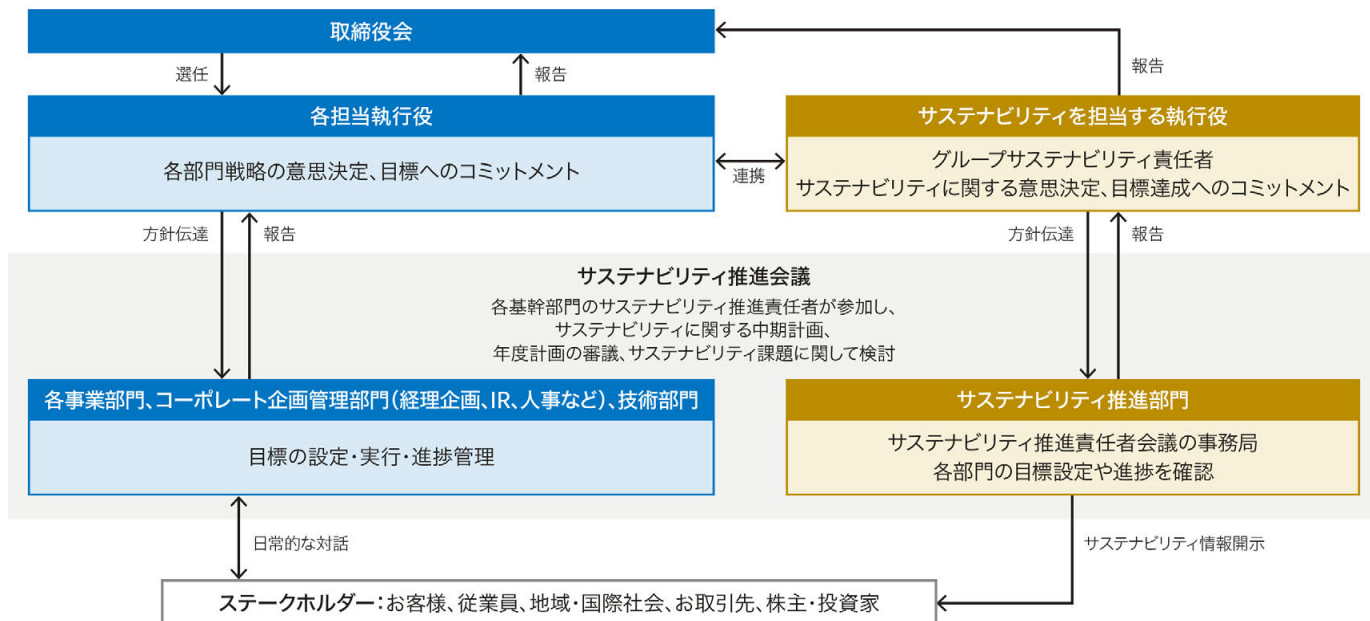 取締役会
選任
報告
報告
各担当執行役
各部門戦略の意思決定、目標へのコミットメント
連携
サステナビリティを担当する執行役
グループサステナビリティ責任者
サステナビリティに関する意思決定、目標達成へのコミットメント
方針伝達
報告
方針伝達
報告
サステナビリティ推進会議
各基幹部門のサステナビリティ推進責任者が参加し、
サステナビリティに関する中期計画、
年度計画の審議、サステナビリティ課題に関して検討
各事業部門、コーポレート企画管理部門(経理企画、IR、人事など)、技術部門
目標の設定・実行・進捗管理
サステナビリティ推進部門
サステナビリティ推進責任者会議の事務局
各部門の目標設定や進捗を確認
日常的な対話
サステナビリティ情報開示
ステークホルダー：お客様、従業員、地域・国際社会、お取引先、株主・投資家